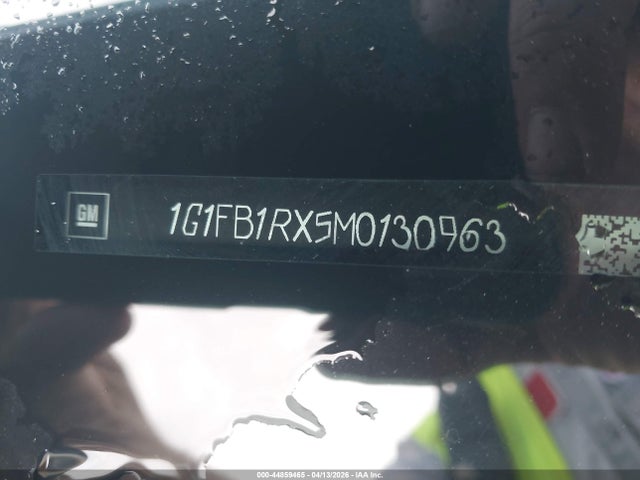 GM
1G1FB1RX5M0130963
000-44859465 - 04/13/2026 - IAA Inc.